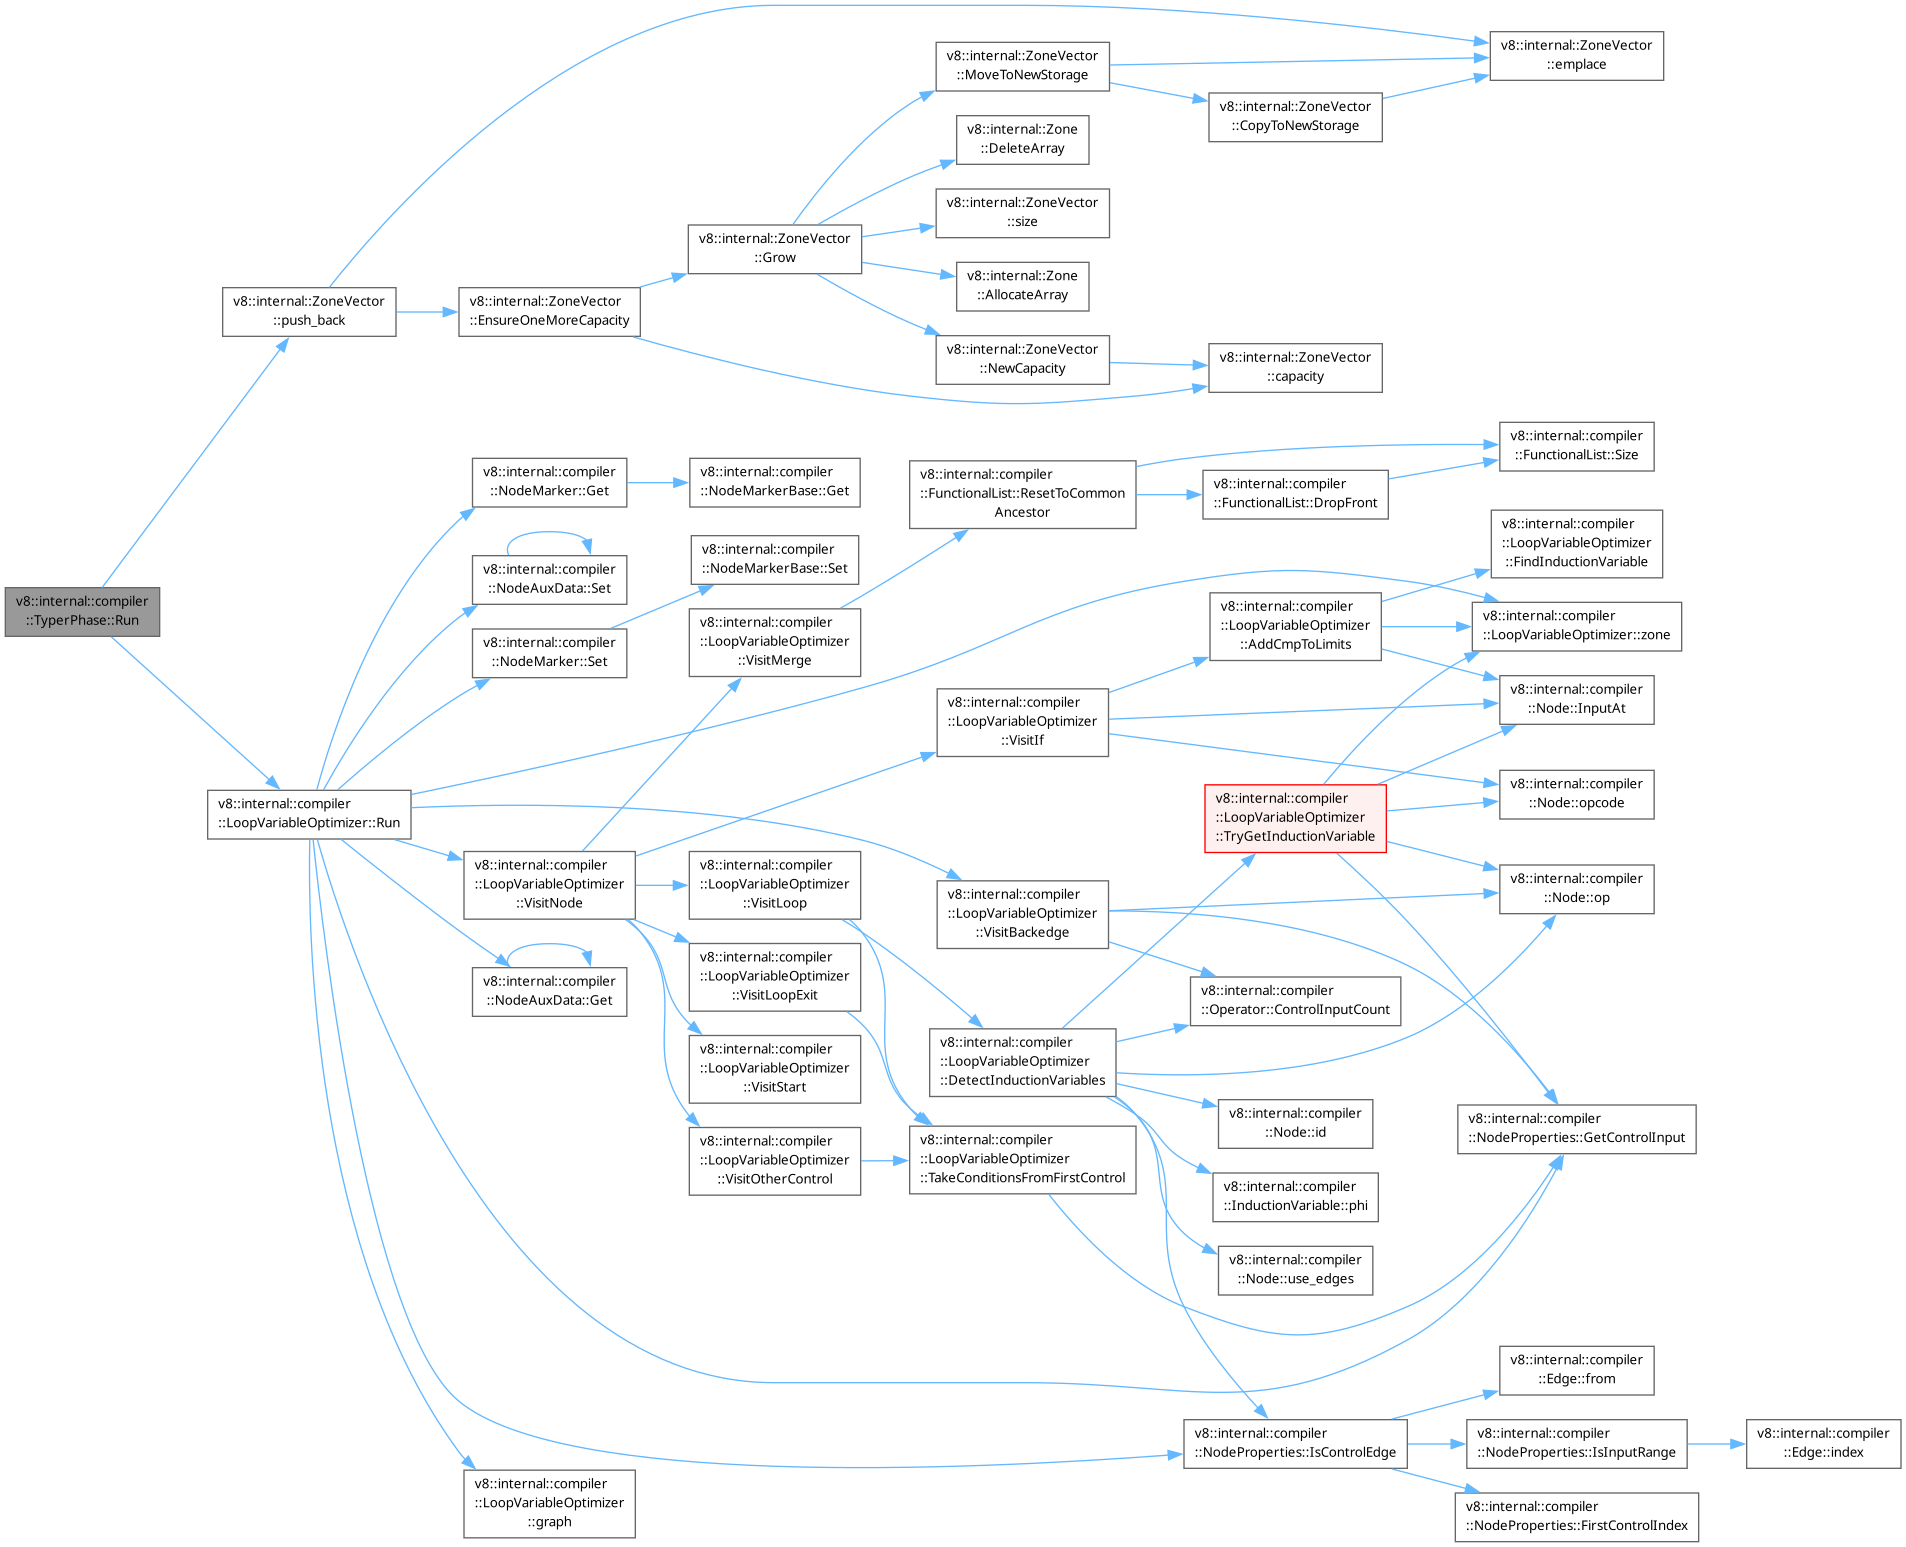 v8::internal::compiler
::TyperPhase::Run
v8::internal::ZoneVector
::push_back
v8::internal::ZoneVector
::EnsureOneMoreCapacity
v8::internal::ZoneVector
::Grow
v8::internal::ZoneVector
::MoveToNewStorage
v8::internal::ZoneVector
::CopyToNewStorage
v8::internal::ZoneVector
::emplace
v8::internal::Zone
::DeleteArray
v8::internal::ZoneVector
::size
v8::internal::Zone
::AllocateArray
v8::internal::ZoneVector
::NewCapacity
v8::internal::ZoneVector
::capacity
v8::internal::compiler
::LoopVariableOptimizer::Run
v8::internal::compiler
::NodeMarker::Get
v8::internal::compiler
::NodeMarkerBase::Get
v8::internal::compiler
::NodeAuxData::Set
v8::internal::compiler
::NodeMarker::Set
v8::internal::compiler
::NodeMarkerBase::Set
v8::internal::compiler
::LoopVariableOptimizer
::VisitMerge
v8::internal::compiler
::FunctionalList::ResetToCommon
Ancestor
v8::internal::compiler
::FunctionalList::DropFront
v8::internal::compiler
::FunctionalList::Size
v8::internal::compiler
::LoopVariableOptimizer
::FindInductionVariable
v8::internal::compiler
::LoopVariableOptimizer::zone
v8::internal::compiler
::LoopVariableOptimizer
::AddCmpToLimits
v8::internal::compiler
::Node::InputAt
v8::internal::compiler
::LoopVariableOptimizer
::VisitIf
v8::internal::compiler
::Node::opcode
v8::internal::compiler
::LoopVariableOptimizer
::TryGetInductionVariable
v8::internal::compiler
::Node::op
v8::internal::compiler
::LoopVariableOptimizer
::VisitNode
v8::internal::compiler
::LoopVariableOptimizer
::VisitLoop
v8::internal::compiler
::LoopVariableOptimizer
::VisitBackedge
v8::internal::compiler
::LoopVariableOptimizer
::VisitLoopExit
v8::internal::compiler
::NodeAuxData::Get
v8::internal::compiler
::Operator::ControlInputCount
v8::internal::compiler
::LoopVariableOptimizer
::VisitStart
v8::internal::compiler
::LoopVariableOptimizer
::DetectInductionVariables
v8::internal::compiler
::Node::id
v8::internal::compiler
::NodeProperties::GetControlInput
v8::internal::compiler
::LoopVariableOptimizer
::VisitOtherControl
v8::internal::compiler
::LoopVariableOptimizer
::TakeConditionsFromFirstControl
v8::internal::compiler
::InductionVariable::phi
v8::internal::compiler
::Node::use_edges
v8::internal::compiler
::Edge::from
v8::internal::compiler
::NodeProperties::IsControlEdge
v8::internal::compiler
::NodeProperties::IsInputRange
v8::internal::compiler
::Edge::index
v8::internal::compiler
::LoopVariableOptimizer
::graph
v8::internal::compiler
::NodeProperties::FirstControlIndex